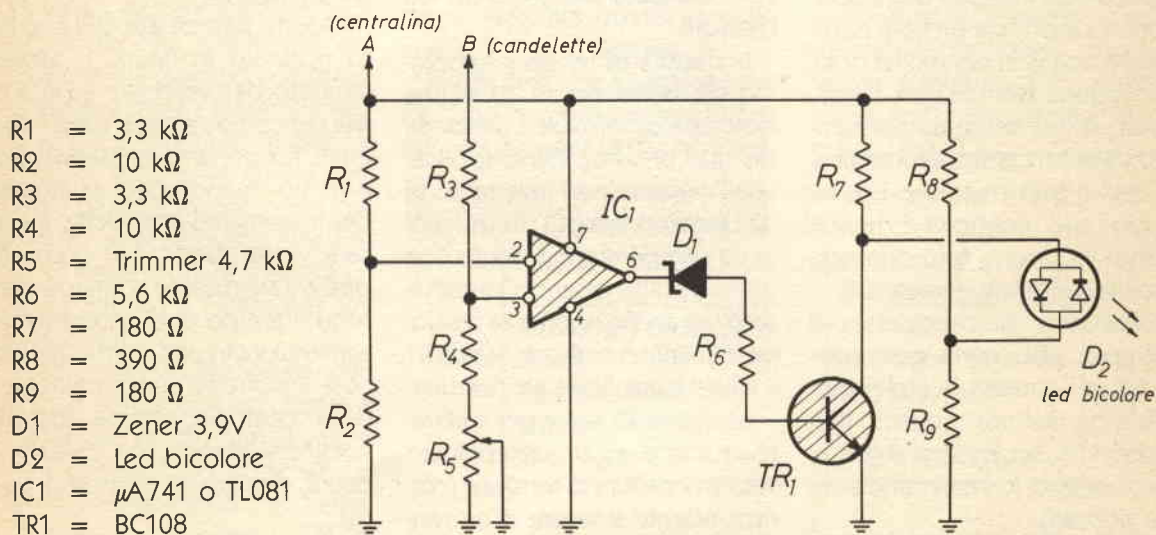 (centralina)
A
B (candelette)
R1 = 3,3 kΩ
R2 = 10 kΩ
R3 = 3,3 kΩ
R4 = 10 kΩ
R5 = Trimmer 4,7 kΩ
R6 = 5,6 kΩ
R7 = 180 Ω
R8 = 390 Ω
R9 = 180 Ω
D1 = Zener 3,9V
D2 = Led bicolore
IC1 = μA741 o TL081
TR1 = BC108
R1
R3
IC1
R7
R8
2
7
6
3
4
D1
R4
R6
D2
led bicolore
R2
R5
TR1
R9